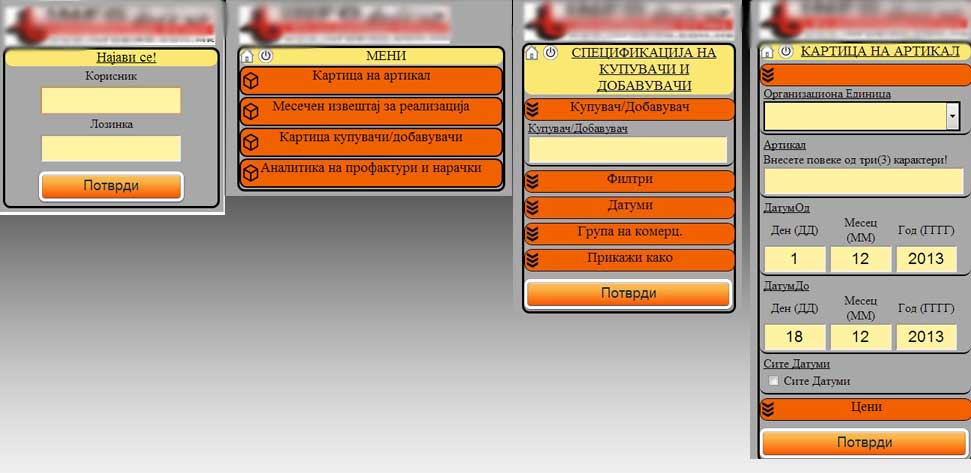 Најави се!
Корисник
Лозинка
Потврди
МЕНИ
Картица на артикал
Месечен извештај за реализација
Картица купувачи/добавувачи
Аналитика на профактури и нарачки
СПЕЦИФИКАЦИЈА НА
КУПУВАЧИ И
ДОБАВУВАЧИ
Купувач/Добавувач
Купувач/Добавувач
Филтри
Датуми
Група на комерц.
Прикажи како
Потврди
КАРТИЦА НА АРТИКАЛ
Организациона Единица
Артикал
Внесете повеке од три(3) карактери!
ДатумОд
Ден (ДД) Месец (ММ) Год (ГГГГ)
1 12 2013
ДатумДо
Ден (ДД) Месец (ММ) Год (ГГГГ)
18 12 2013
Сите Датуми
Сите Датуми
Цени
Потврди